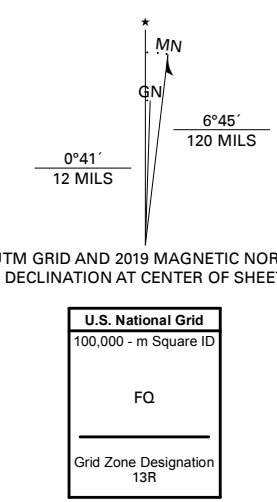 ★
MN
GN
6°45´
120 MILS
0°41´
12 MILS
UTM GRID AND 2019 MAGNETIC NOR
DECLINATION AT CENTER OF SHEET
U.S. National Grid
100,000 - m Square ID
FQ
Grid Zone Designation
13R